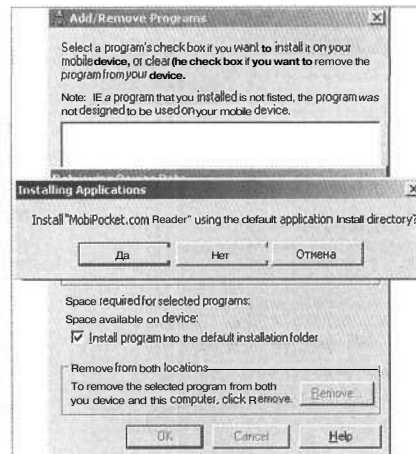 Add/Remove Programs
Select a program's check box if you want to install it on your
mobile device, or clear (he check box if you want to remove the
program from your device.
Note: IE a program that you installed is not fisted, the program was
not designed to be used on your mobile device.
Installing Applications
Install "MobiPocket.com Reader" using the default application Install directory?
Да
Нет
Отмена
Space required for selected programs:
Space available on device:
Install program into the default installation folder
Remove from both locations
To remove the selected program from both
you device and this computer, click Remove.
Remove...
OK
Cancel
Help